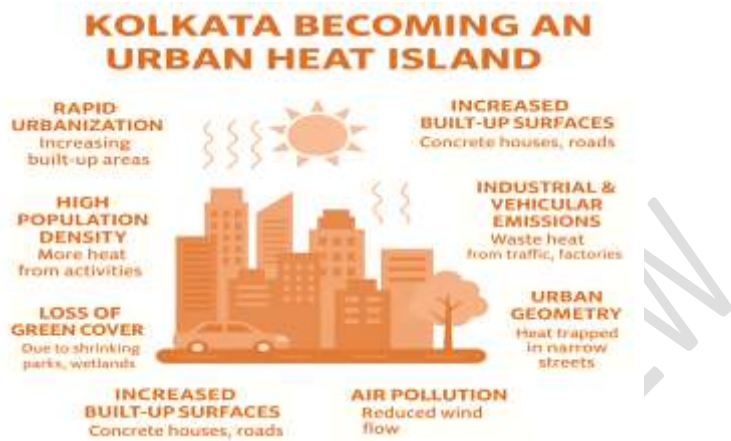 KOLKATA BECOMING AN
URBAN HEAT ISLAND
RAPID
URBANIZATION
Increasing
built-up areas
INCREASED
BUILT-UP SURFACES
Concrete houses, roads
HIGH
POPULATION
DENSITY
More heat
from activities
INDUSTRIAL &
VEHICULAR
EMISSIONS
Waste heat
from traffic, factories
LOSS OF
GREEN COVER
Due to shrinking
parks, wetlands
URBAN
GEOMETRY
Heat trapped
in narrow
streets
INCREASED
BUILT-UP SURFACES
Concrete houses, roads
AIR POLLUTION
Reduced wind
flow
W